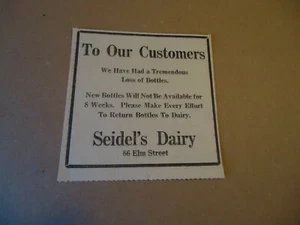 To Our Customers
We Have Had a Tremendous
Loss of Bottles.
New Bottles Will Not Be Available for
8 Weeks. Please Make Every Effort
To Return Bottles To Dairy.
Seidel's Dairy
66 Elm Street